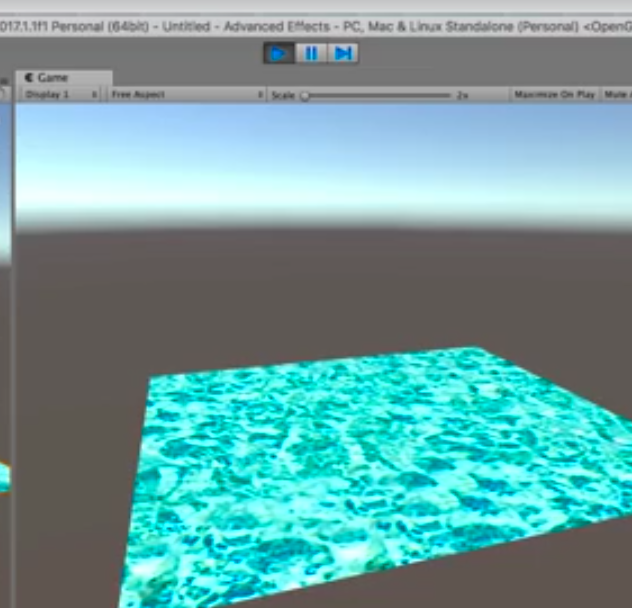 017.1.1f1 Personal (64bit) - Untitled - Advanced Effects - PC, Mac & Linux Standalone (Personal) <OpenG
Game
Display 1 Free Aspect Scale 2x Maximize On Play Mute